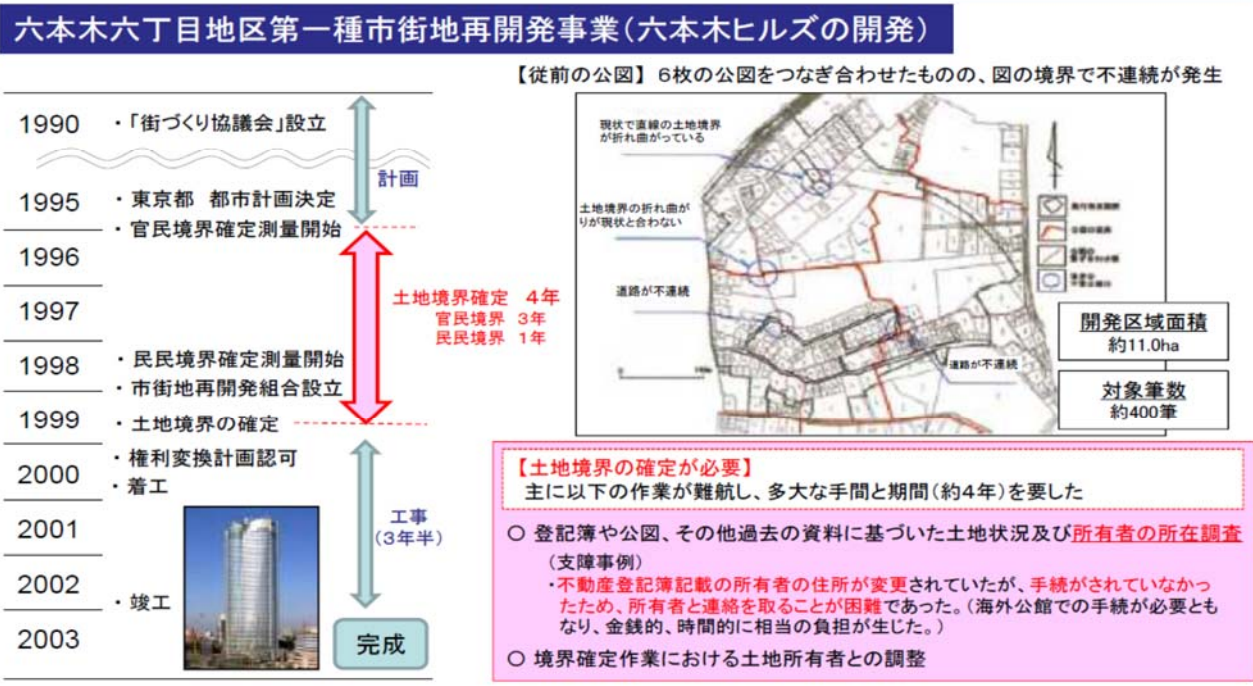 六本木六丁目地区第一種市街地再開発事業(六本木ヒルズの開発)
1990
・「街づくり協議会」設立
計画
1995
・東京都　都市計画決定
・官民境界確定測量開始
1996
土地境界確定　4年
官民境界　3年
民民境界　1年
1997
1998
・民民境界確定測量開始
・市街地再開発組合設立
1999
・土地境界の確定
2000
・権利変換計画認可
・着工
工事
(3年半)
2001
2002
・竣工
2003
完成
【従前の公図】 6枚の公図をつなぎ合わせたものの、図の境界で不連続が発生
現状で直線の土地境界
が折れ曲がっている
土地境界の折れ曲が
りが現状と合わない
道路が不連続
道路が不連続
開発区域面積
約11.0ha
対象筆数
約400筆
【土地境界の確定が必要】
主に以下の作業が難航し、多大な手間と期間(約4年)を要した
○ 登記簿や公図、その他過去の資料に基づいた土地状況及び所有者の所在調査
(支障事例)
・不動産登記簿記載の所有者の住所が変更されていたが、手続がされていなかっ
たため、所有者と連絡を取ることが困難であった。(海外公館での手続が必要とも
なり、金銭的、時間的に相当の負担が生じた。)
○ 境界確定作業における土地所有者との調整